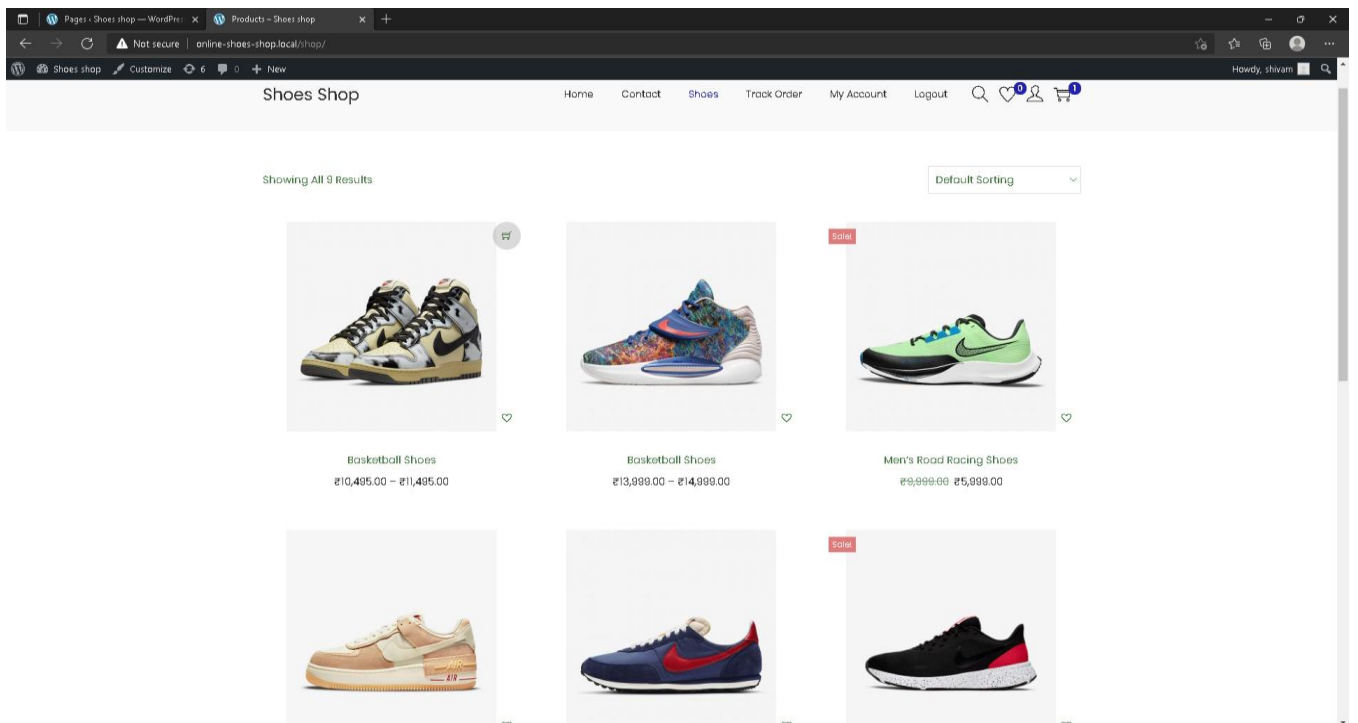 Pages ‹ Shoes shop — WordPre:
Products – Shoes shop
Not secure
online-shoes-shop.local/shop/
Shoes shop
Customize
6
0
New
Howdy, shivam
Shoes Shop
Home
Contact
Shoes
Track Order
My Account
Logout
0
1
Showing All 9 Results
Default Sorting
Sale!
Basketball Shoes
Basketball Shoes
Men's Road Racing Shoes
₹10,495.00 – ₹11,495.00
₹13,999.00 – ₹14,999.00
₹9,999.00 ₹5,999.00
Sale!
AIR
AIR